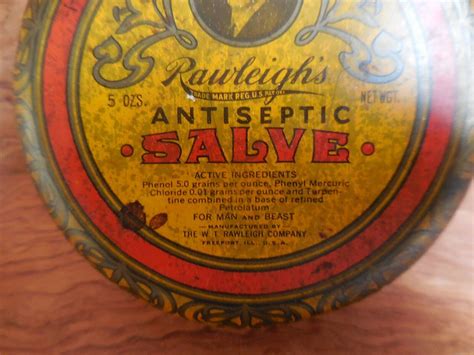 Rawleigh's
TRADE MARK REG. U.S. PAT. OFF.
5 OZS. NET WGT.
ANTISEPTIC
SALVE
ACTIVE INGREDIENTS
Phenol 5.0 grains per ounce, Phenyl Mercuric
Chloride 0.01 grains per ounce and Turpen-
tine combined in a base of refined
Petrolatum
FOR MAN AND BEAST
MANUFACTURED BY
THE W. T. RAWLEIGH COMPANY
FREEPORT, ILL., U.S.A.